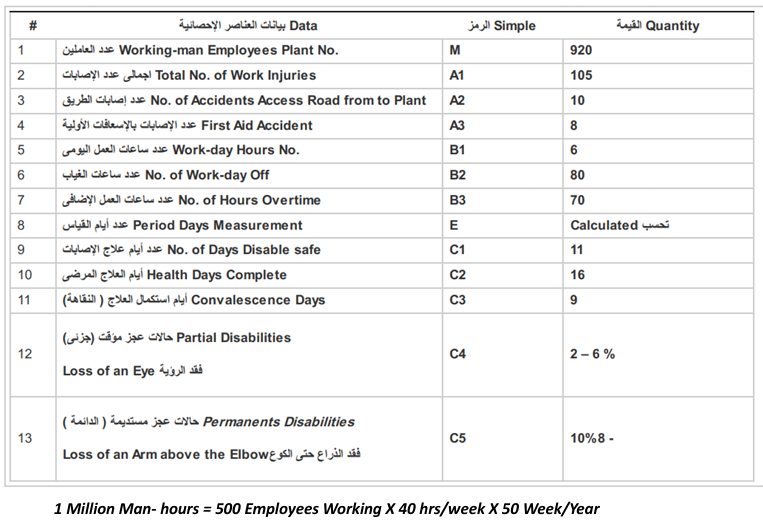 # بيانات العناصر الإحصائية Data الرمز Simple القيمة Quantity
1 عدد العاملين Working-man Employees Plant No. M 920
2 اجمالى عدد الإصابات Total No. of Work Injuries A1 105
3 عدد إصابات الطريق No. of Accidents Access Road from to Plant A2 10
4 عدد الإصابات بالإسعافات الأولية First Aid Accident A3 8
5 عدد ساعات العمل اليومى Work-day Hours No. B1 6
6 عدد ساعات الغياب No. of Work-day Off B2 80
7 عدد ساعات العمل الإضافى No. of Hours Overtime B3 70
8 عدد أيام القياس Period Days Measurement E Calculated تحسب
9 عدد أيام علاج الإصابات No. of Days Disable safe C1 11
10 أيام العلاج المرضى Health Days Complete C2 16
11 أيام استكمال العلاج ( النقاهة) Convalescence Days C3 9
حالات عجز مؤقت (جزئى) Partial Disabilities
12 C4 2 – 6 %
Loss of an Eye فقد الرؤية
حالات عجز مستديمة ( الدائمة ) Permanents Disabilities
13 C5 10%8 -
Loss of an Arm above the Elbow فقد الذراع حتى الكوع
1 Million Man- hours = 500 Employees Working X 40 hrs/week X 50 Week/Year